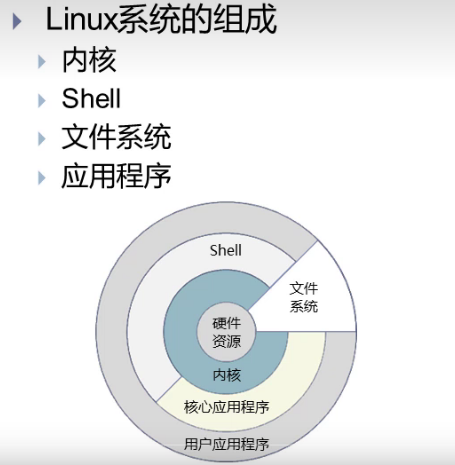 Linux系统的组成
内核
Shell
文件系统
应用程序
Shell
文件
系统
硬件
资源
内核
核心应用程序
用户应用程序